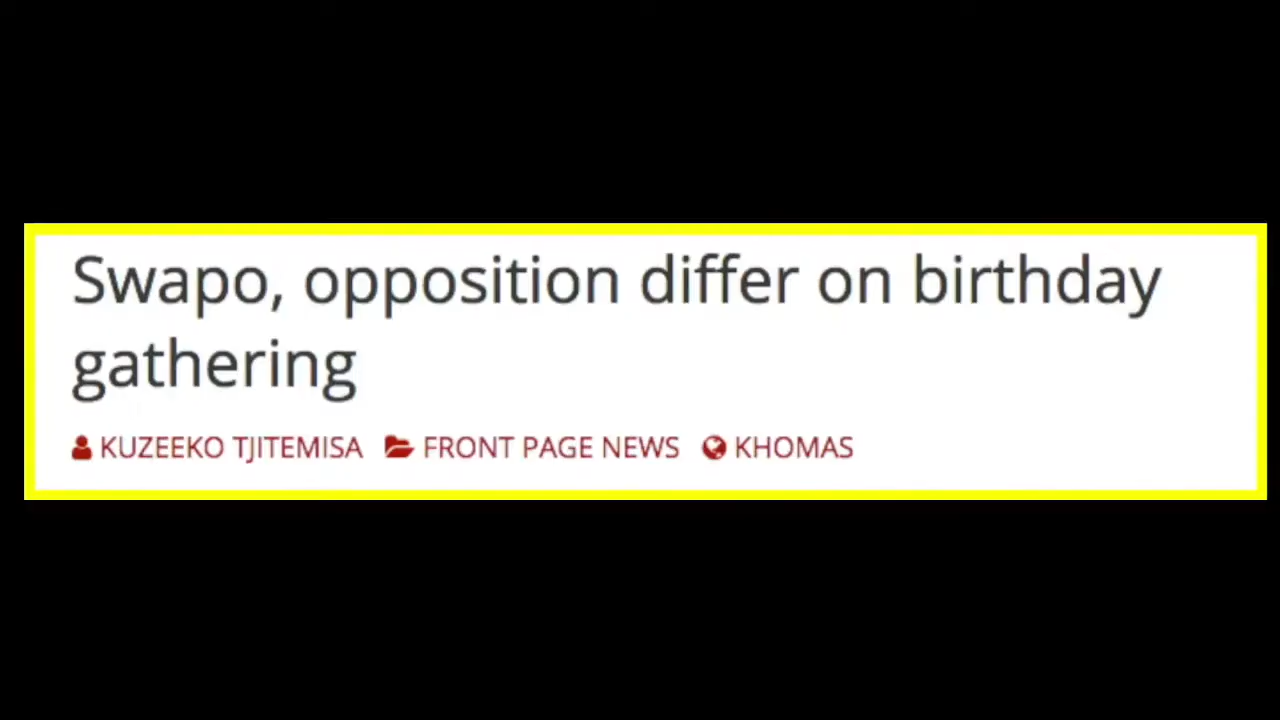 Swapo, opposition differ on birthday
gathering
KUZEEKO TJITEMISA FRONT PAGE NEWS KHOMAS